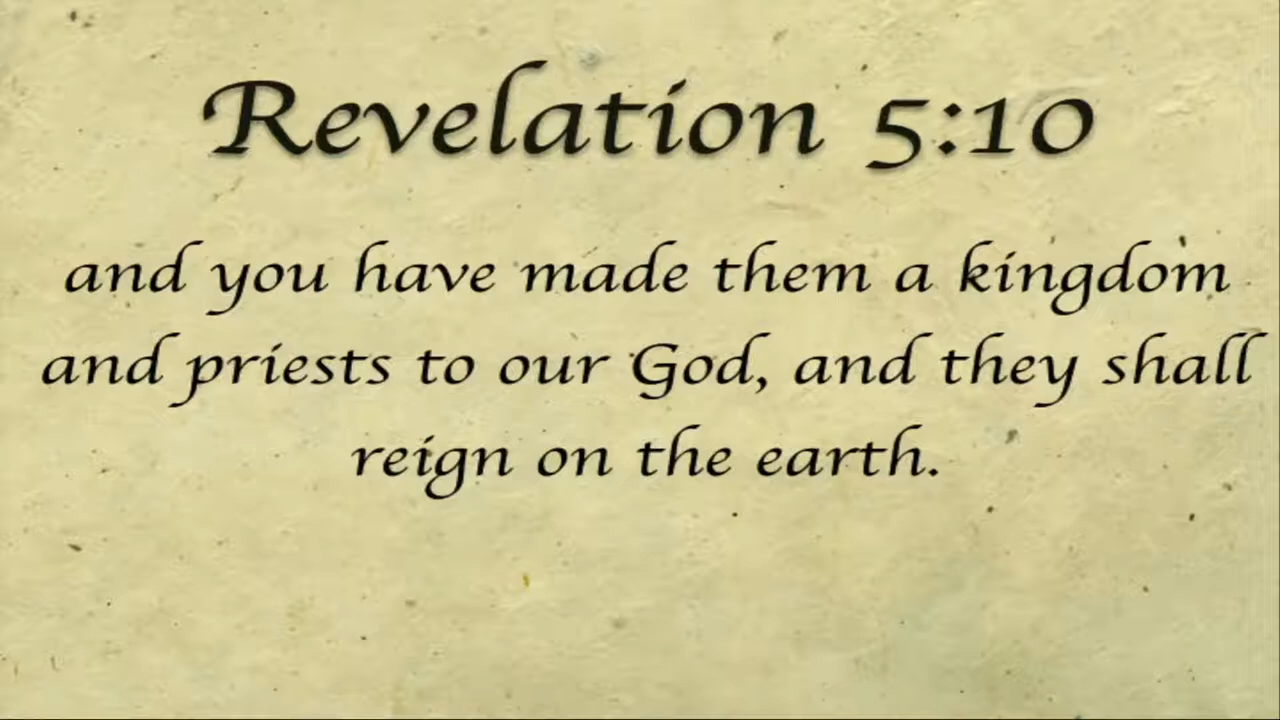 Revelation 5:10
and you have made them a kingdom
and priests to our God, and they shall
reign on the earth.